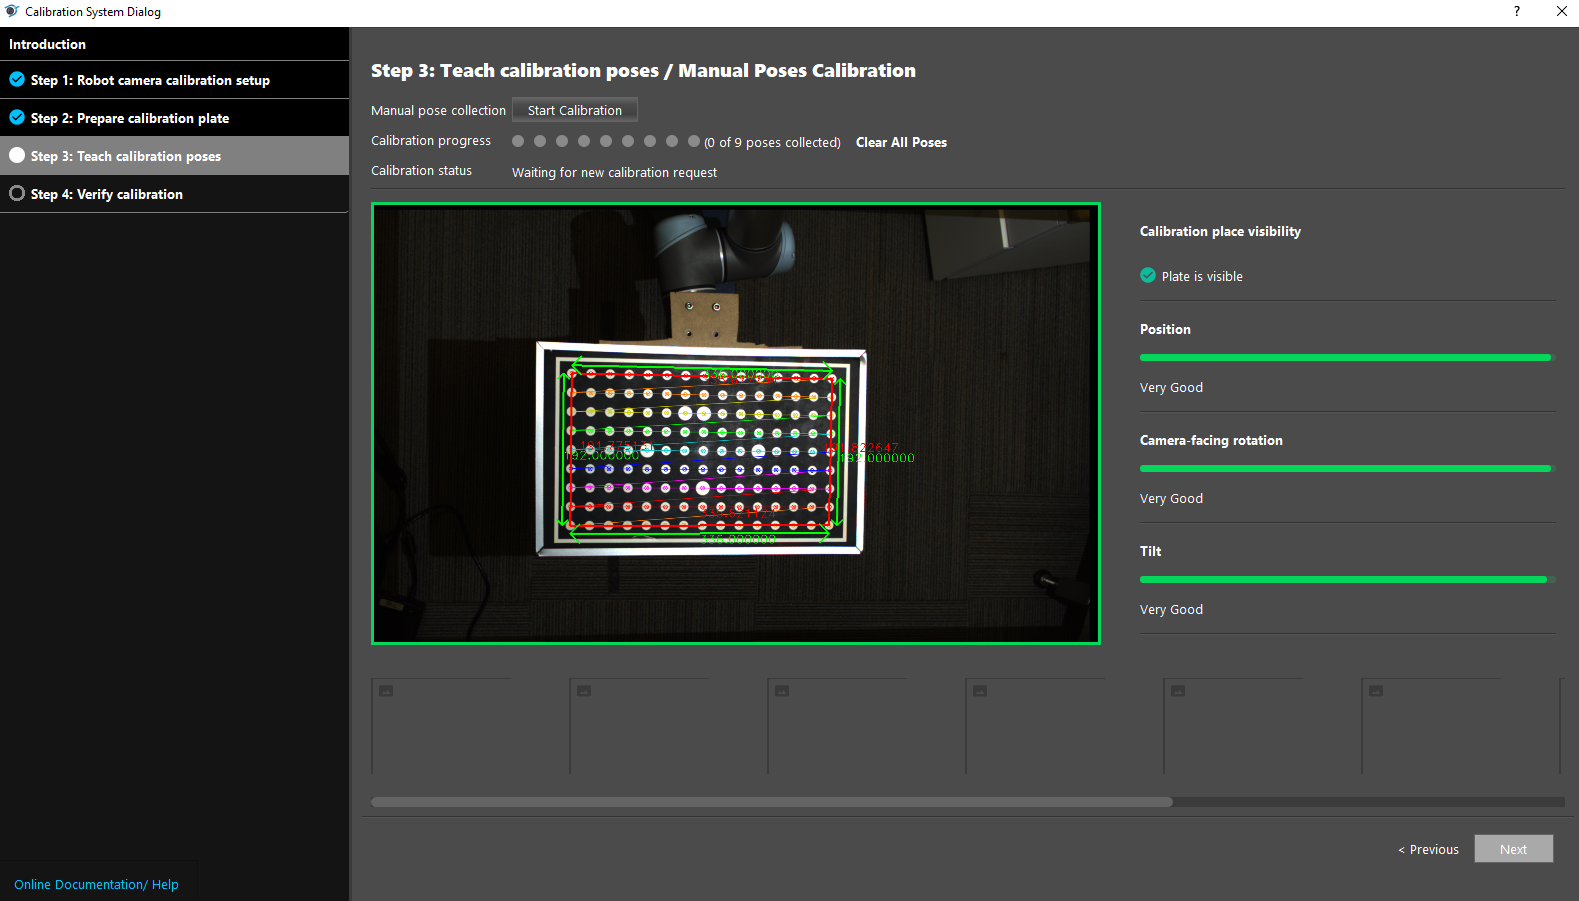 Calibration System Dialog
?
Introduction
Step 1: Robot camera calibration setup
Step 2: Prepare calibration plate
Step 3: Teach calibration poses
Step 4: Verify calibration
Online Documentation/ Help
Step 3: Teach calibration poses / Manual Poses Calibration
Manual pose collection Start Calibration
Calibration progress (0 of 9 poses collected) Clear All Poses
Calibration status Waiting for new calibration request
192.000000
192.000000
336.000000
Calibration place visibility
Plate is visible
Position
Very Good
Camera-facing rotation
Very Good
Tilt
Very Good
< Previous Next